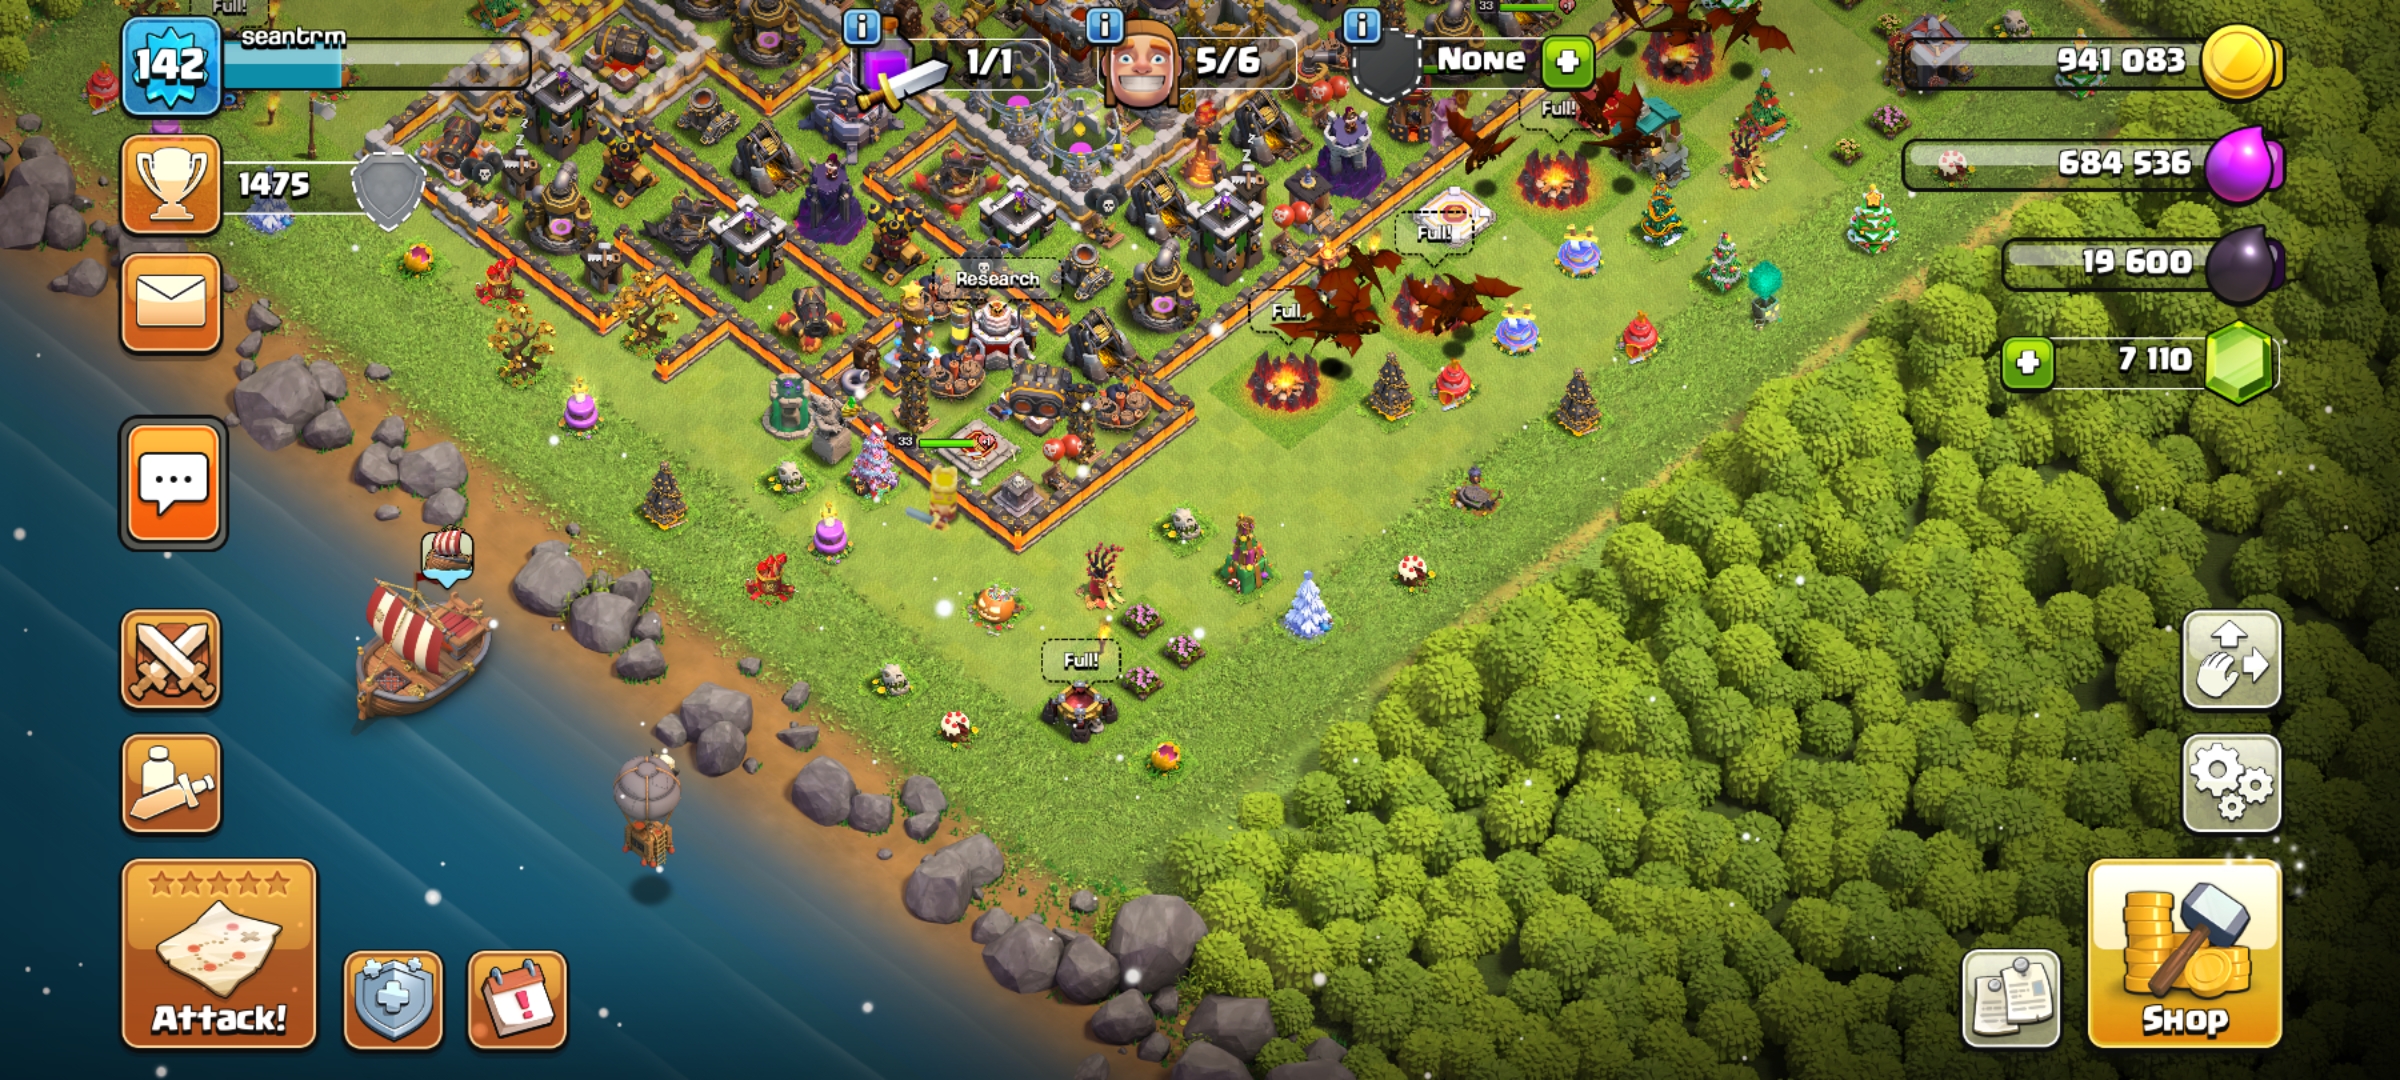 Full!
142
seantrm
1/1
5/6
None
33
941 083
Full!
z
z
z
z
684 536
1475
Full!
19 600
Research
Full
7 110
33
Full!
Attack!
Shop